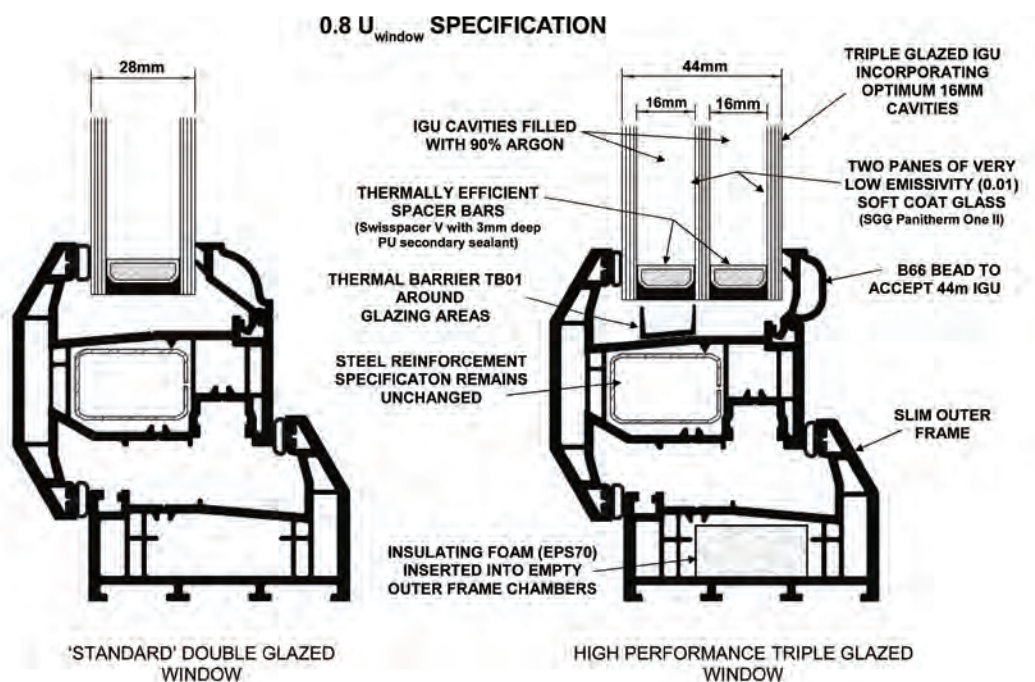 0.8 Uwindow SPECIFICATION
28mm
44mm
16mm
16mm
TRIPLE GLAZED IGU
INCORPORATING
OPTIMUM 16MM
CAVITIES
IGU CAVITIES FILLED
WITH 90% ARGON
TWO PANES OF VERY
LOW EMISSIVITY (0.01)
SOFT COAT GLASS
(SGG Panitherm One II)
THERMALLY EFFICIENT
SPACER BARS
(Swisspacer V with 3mm deep
PU secondary sealant)
B66 BEAD TO
ACCEPT 44m IGU
THERMAL BARRIER TB01
AROUND
GLAZING AREAS
STEEL REINFORCEMENT
SPECIFICATON REMAINS
UNCHANGED
SLIM OUTER
FRAME
INSULATING FOAM (EPS70)
INSERTED INTO EMPTY
OUTER FRAME CHAMBERS
'STANDARD' DOUBLE GLAZED
WINDOW
HIGH PERFORMANCE TRIPLE GLAZED
WINDOW